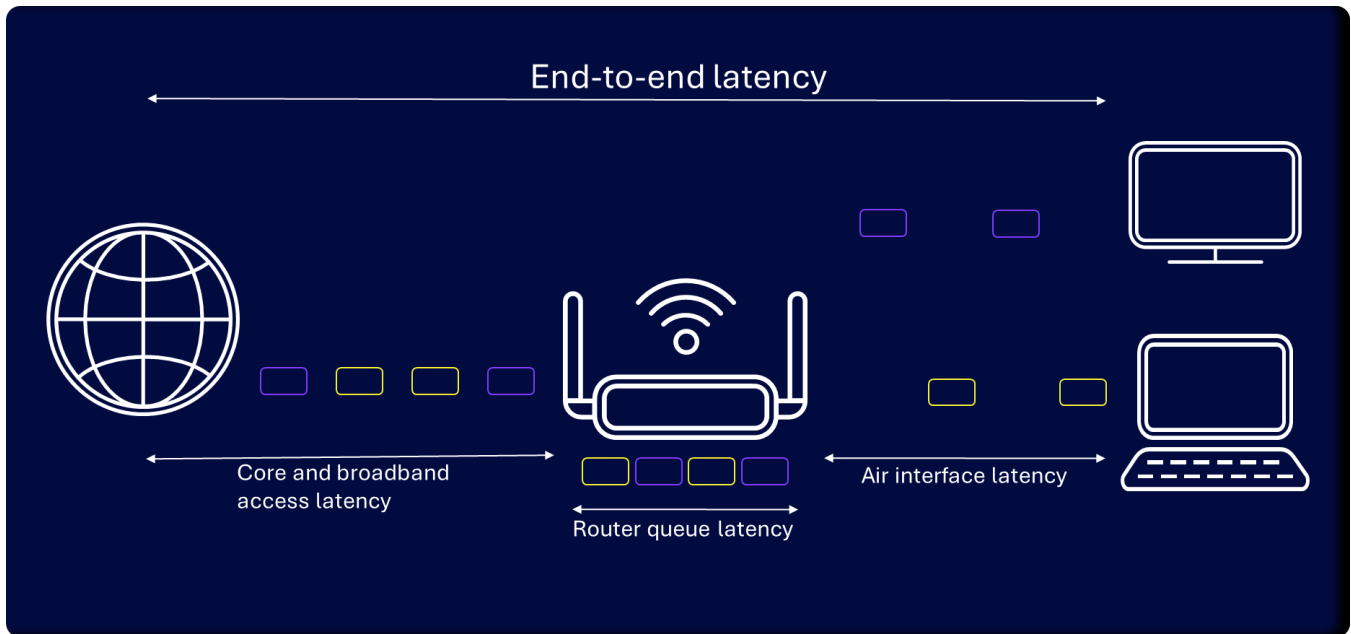 End-to-end latency
Core and broadband
access latency
Air interface latency
Router queue latency